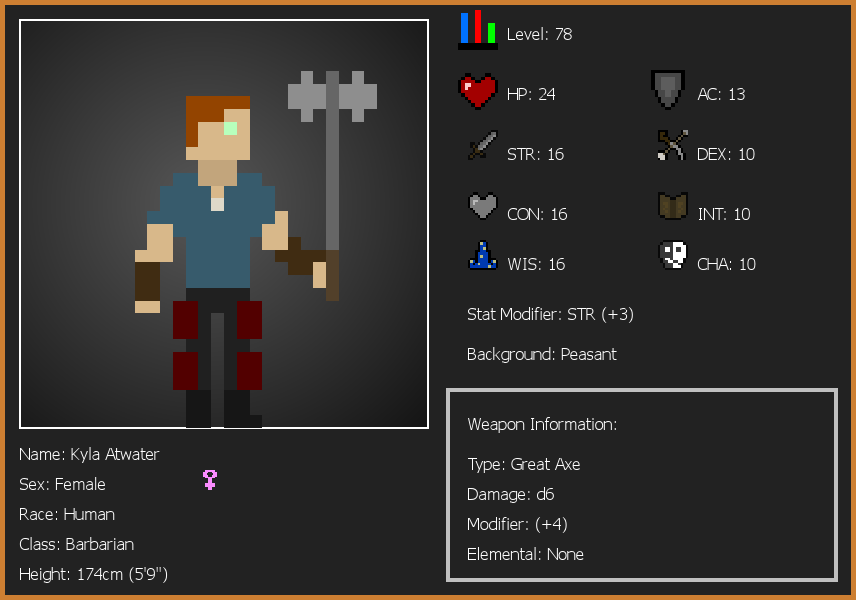 Level: 78
HP: 24
AC: 13
STR: 16
DEX: 10
CON: 16
INT: 10
WIS: 16
CHA: 10
Stat Modifier: STR (+3)
Background: Peasant
Weapon Information:
Type: Great Axe
Damage: d6
Modifier: (+4)
Elemental: None
Name: Kyla Atwater
Sex: Female
Race: Human
Class: Barbarian
Height: 174cm (5'9")